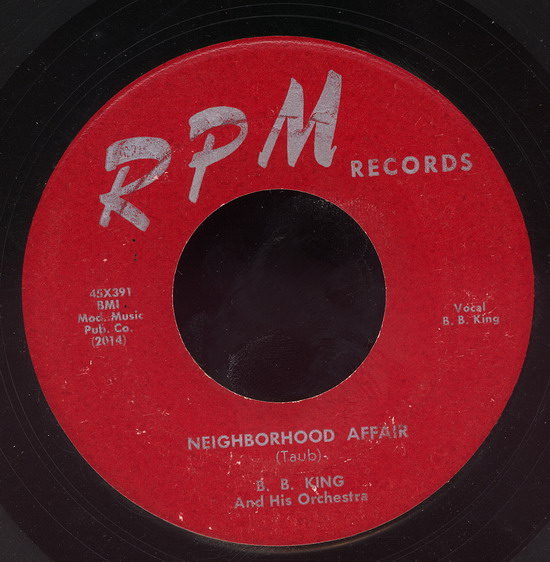 RPM RECORDS
45X391
BMI
Mod. Music
Pub. Co.
(2014)
Vocal
B. B. King
NEIGHBORHOOD AFFAIR
(Taub)
B. B. KING
And His Orchestra